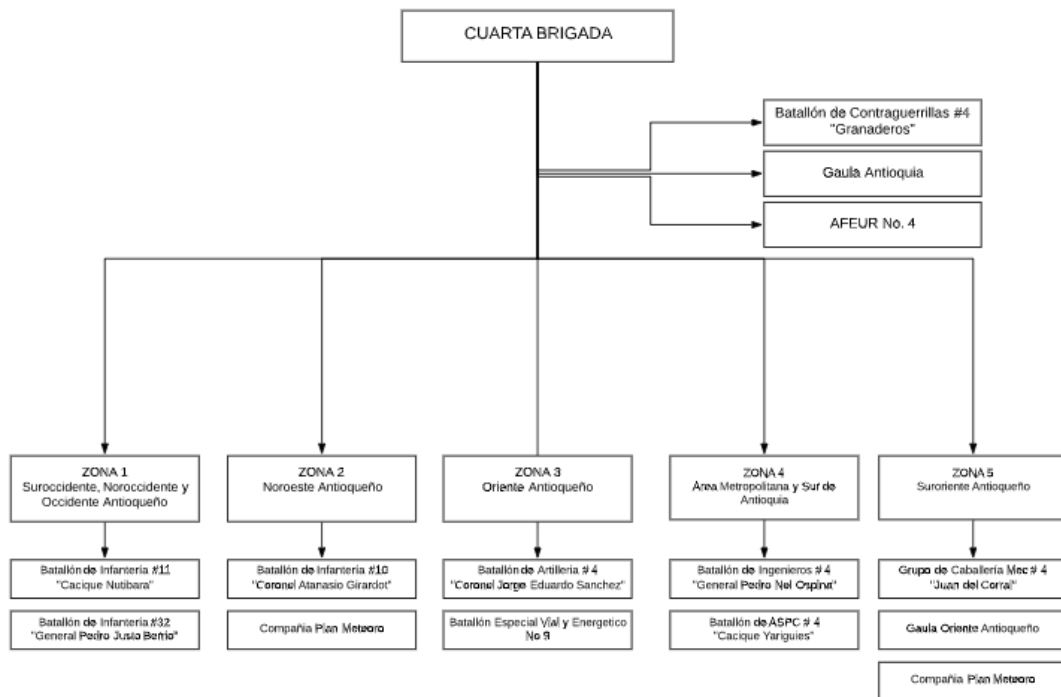 CUARTA BRIGADA
Batallón de Contraguerrillas #4
"Granaderos"
Gaula Antioquia
AFEUR No. 4
ZONA 1
Suroccidente, Noroccidente y
Occidente Antioqueño
ZONA 2
Noroeste Antioqueño
ZONA 3
Oriente Antioqueño
ZONA 4
Área Metropolitana y Sur de
Antioquia
ZONA 5
Suroriente Antioqueño
Batallón de Infantería #11
"Cacique Nutibara"
Batallón de Infantería #10
"Coronel Atanasio Girardot"
Batallón de Artillería # 4
"Coronel Jorge Eduardo Sanchez"
Batallón de Ingenieros # 4
"General Pedro Nel Ospina"
Grupo de Caballería Mec # 4
"Juan del Corral"
Batallón de Infantería #32
"General Pedro Justo Berrio"
Compañia Plan Meteoro
Batallón Especial Vial y Energetico
No 9
Batallón de ASPC # 4
"Cacique Yariguies"
Gaula Oriente Antioqueño
Compañia Plan Meteoro